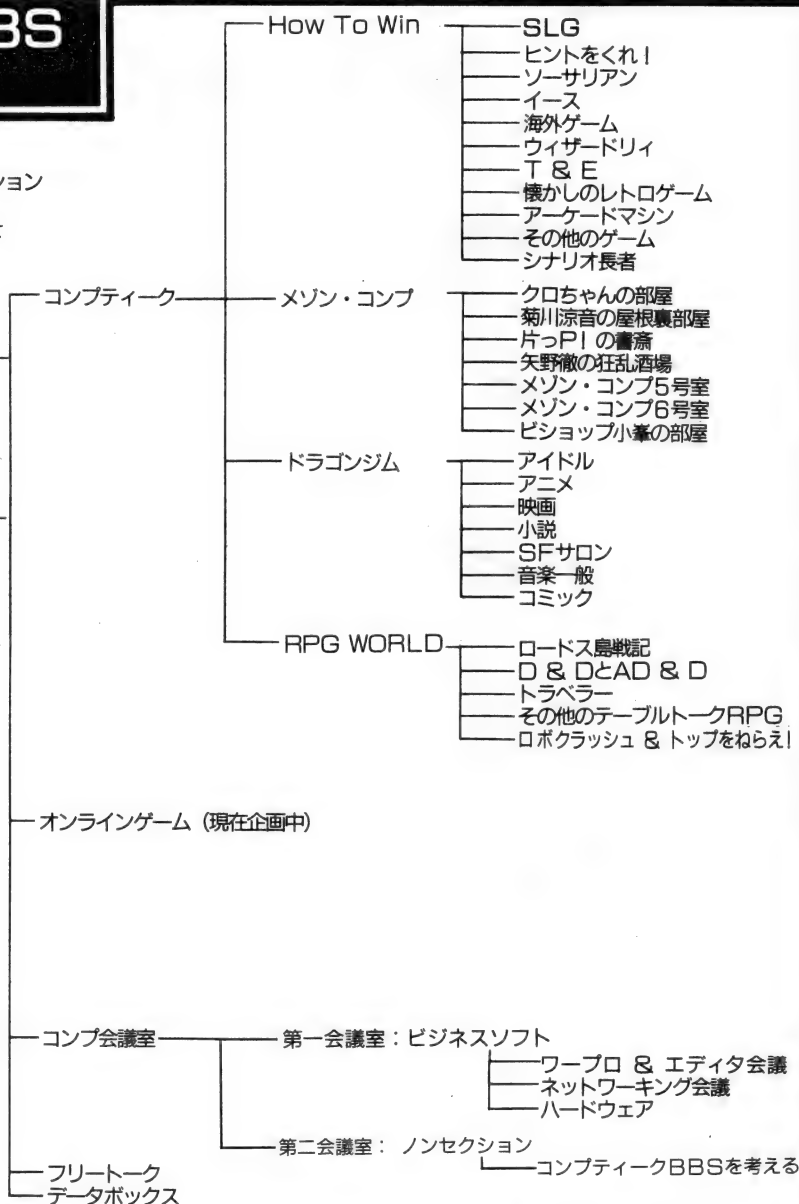 BS
How To Win
SLG
ヒントをくれ！
ソーサリアン
イース
海外ゲーム
ウィザードリィ
T & E
懐かしのレトロゲーム
アーケードマシン
その他のゲーム
シナリオ長者
ション
コンプティーク
メゾン・コンプ
クロちゃんの部屋
菊川涼音の屋根裏部屋
片っP！の書斎
矢野徹の狂乱酒場
メゾン・コンプ5号室
メゾン・コンプ6号室
ビショップ小峯の部屋
ドラゴンジム
アイドル
アニメ
映画
小説
SFサロン
音楽一般
コミック
RPG WORLD
ロードス島戦記
D & DとAD & D
トラベラー
その他のテーブルトークRPG
ロボクラッシュ & トップをねらえ！
オンラインゲーム（現在企画中）
コンプ会議室
第一会議室：ビジネスソフト
ワープロ & エディタ会議
ネットワーキング会議
ハードウェア
第二会議室：ノンセクション
コンプティークBBSを考える
フリートーク
データボックス